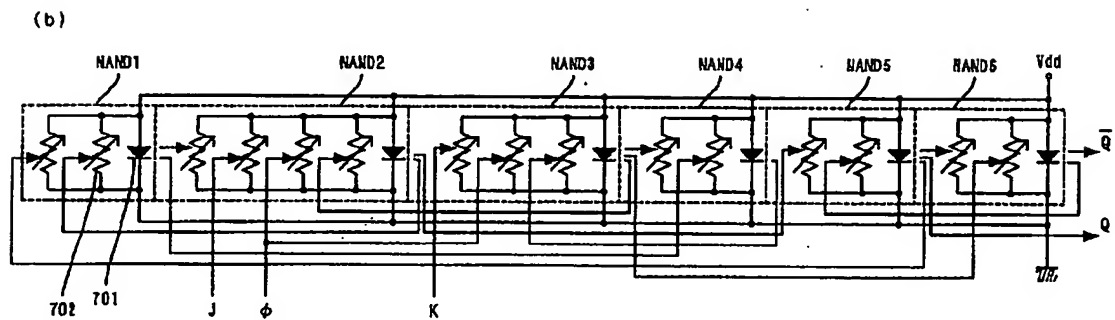 (b)
NAND1 NAND2 NAND3 NAND4 NAND5 NAND6 Vdd
Q̅
Q
702 701 J ϕ K